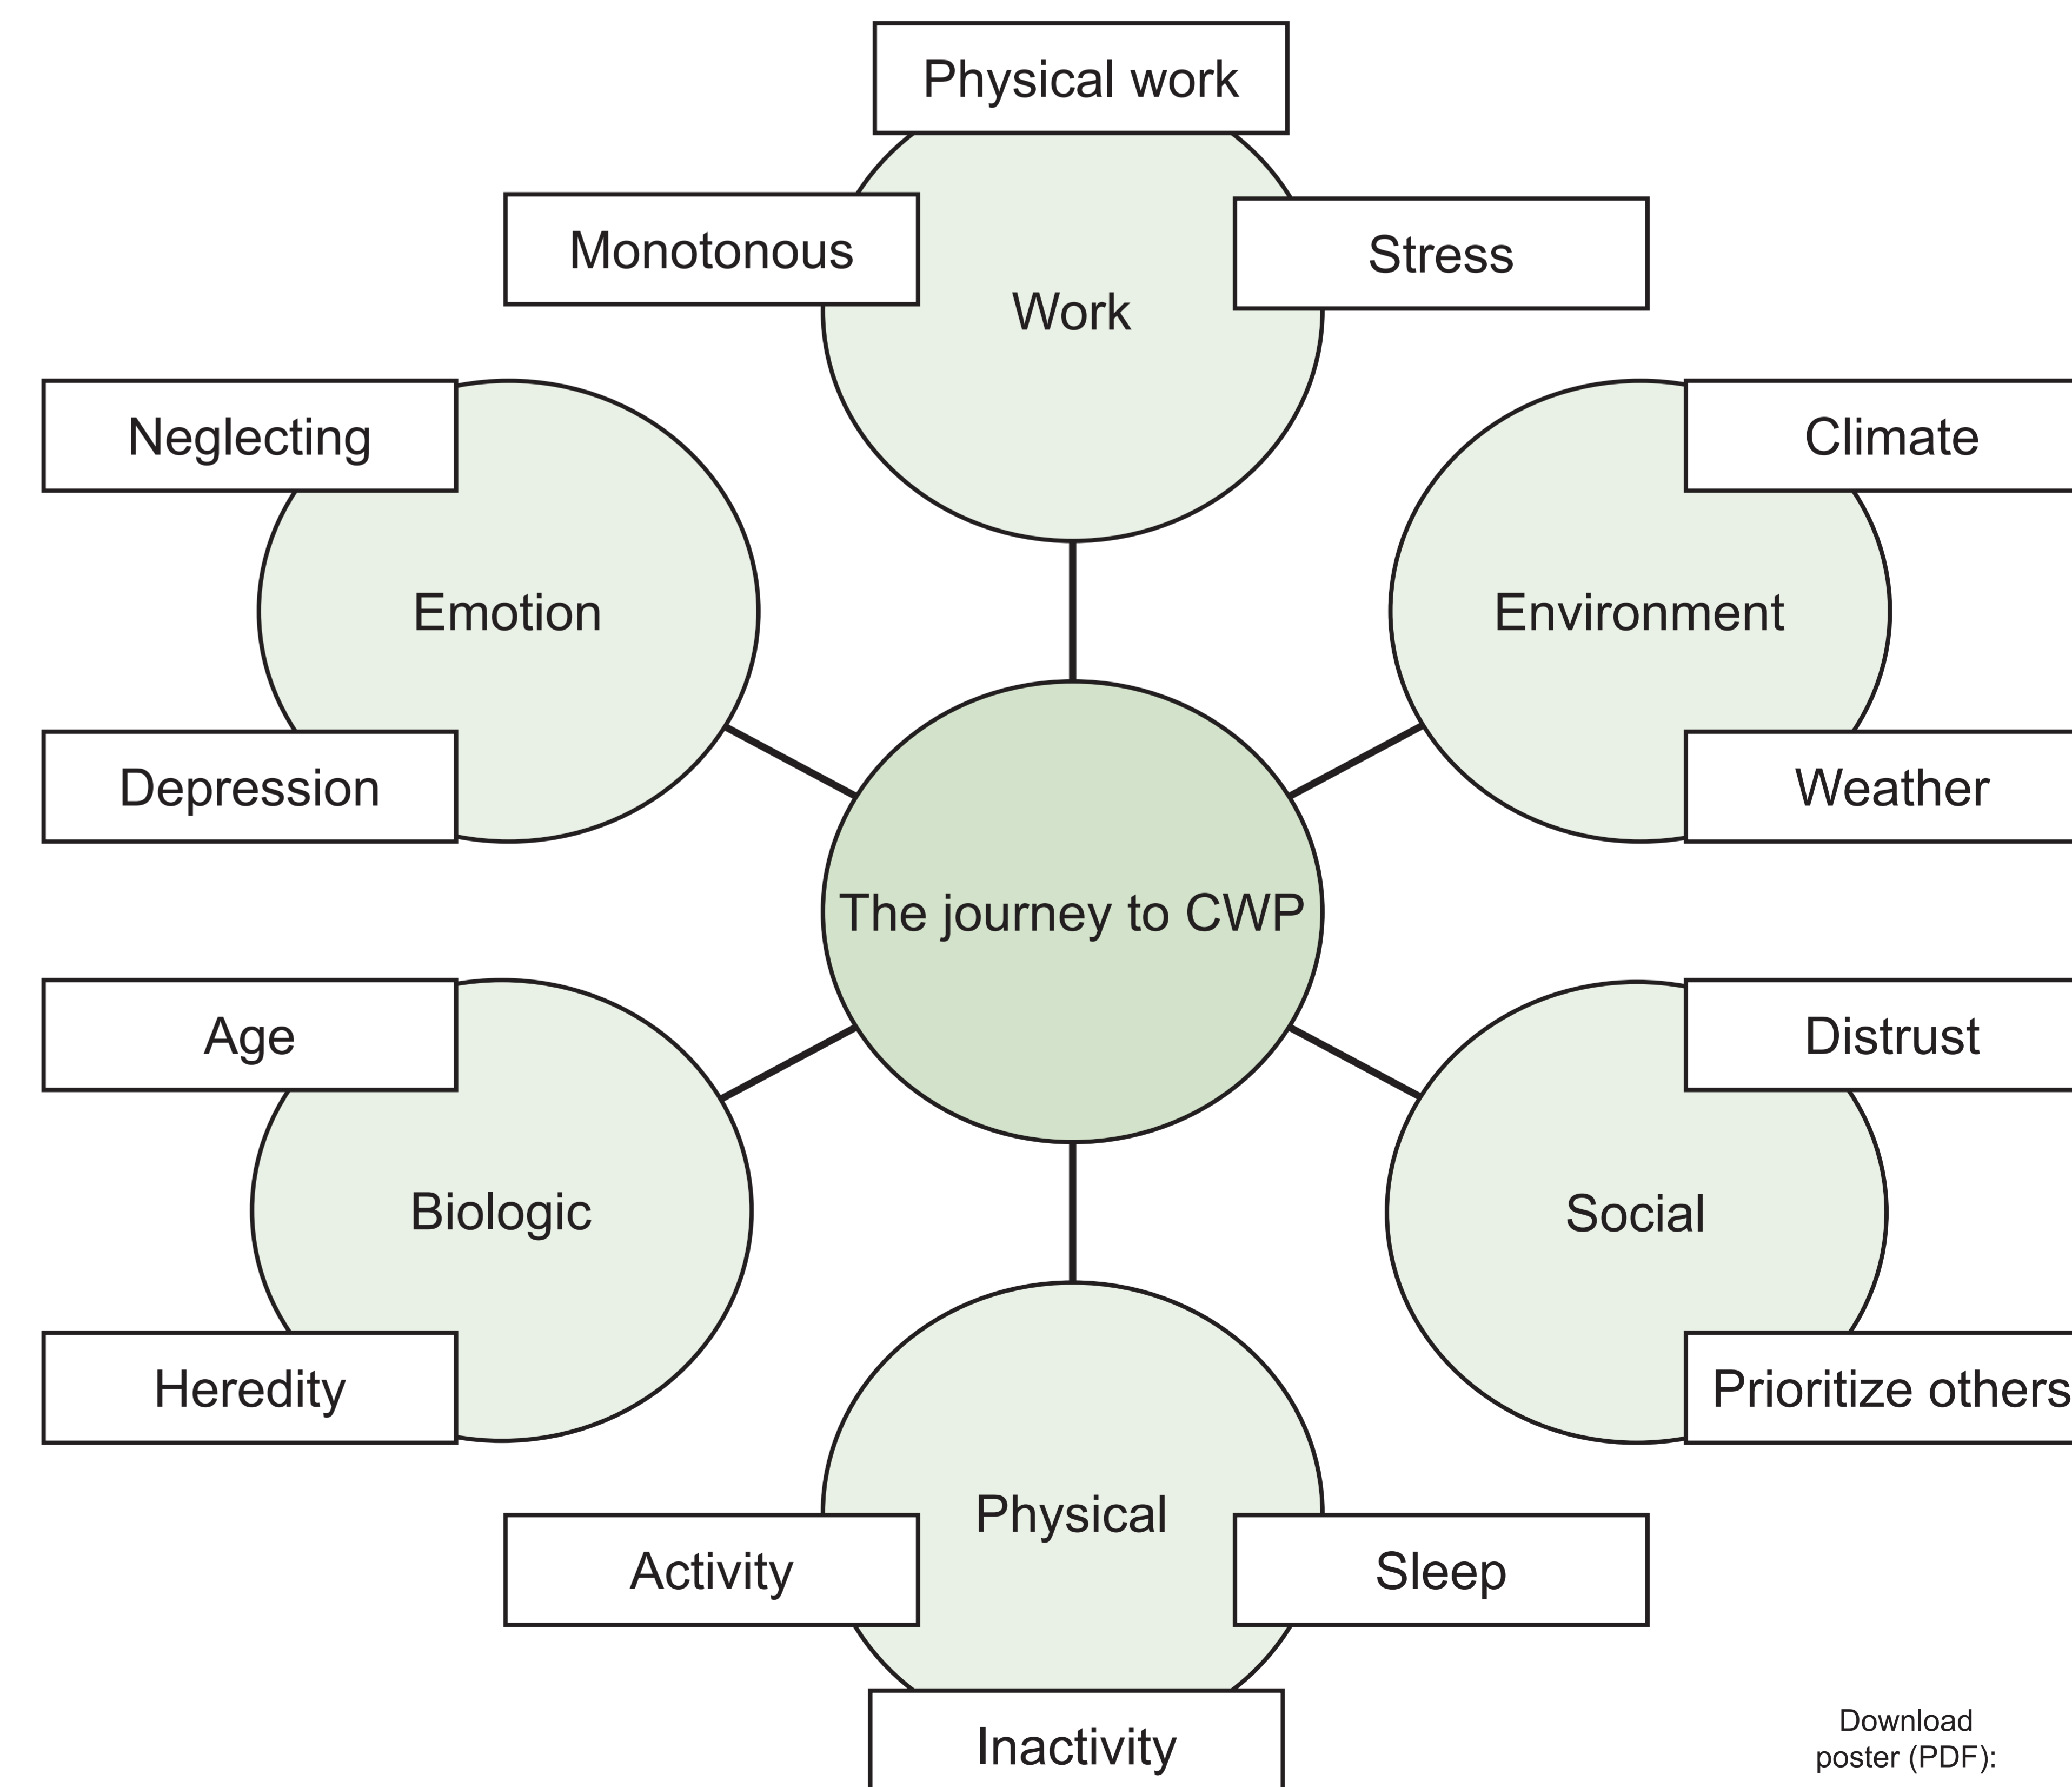 Physical work
Monotonous
Stress
Work
Neglecting
Climate
Emotion
Environment
Depression
Weather
The journey to CWP
Age
Distrust
Biologic
Social
Heredity
Prioritize others
Physical
Activity
Sleep
Inactivity
Download
poster (PDF):